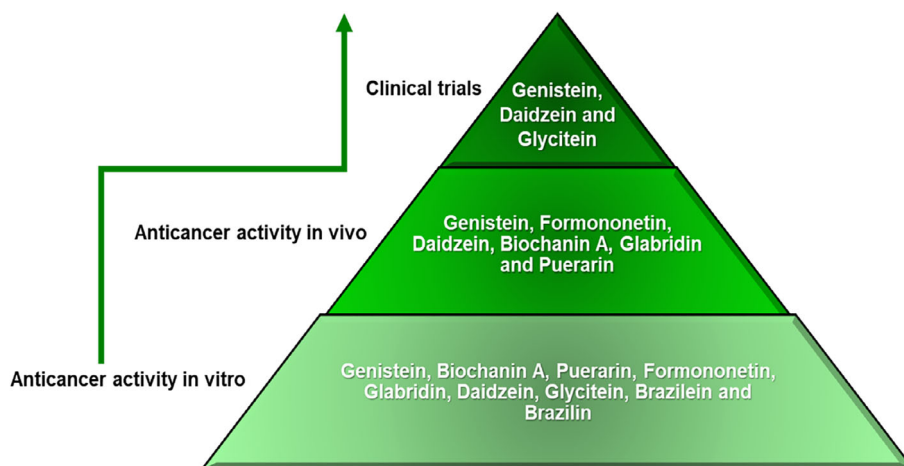 Clinical trials
Genistein,
Daidzein and
Glycitein
Anticancer activity in vivo
Genistein, Formononetin,
Daidzein, Biochanin A, Glabridin
and Puerarin
Anticancer activity in vitro
Genistein, Biochanin A, Puerarin, Formononetin,
Glabridin, Daidzein, Glycitein, Brazilein and
Brazilin